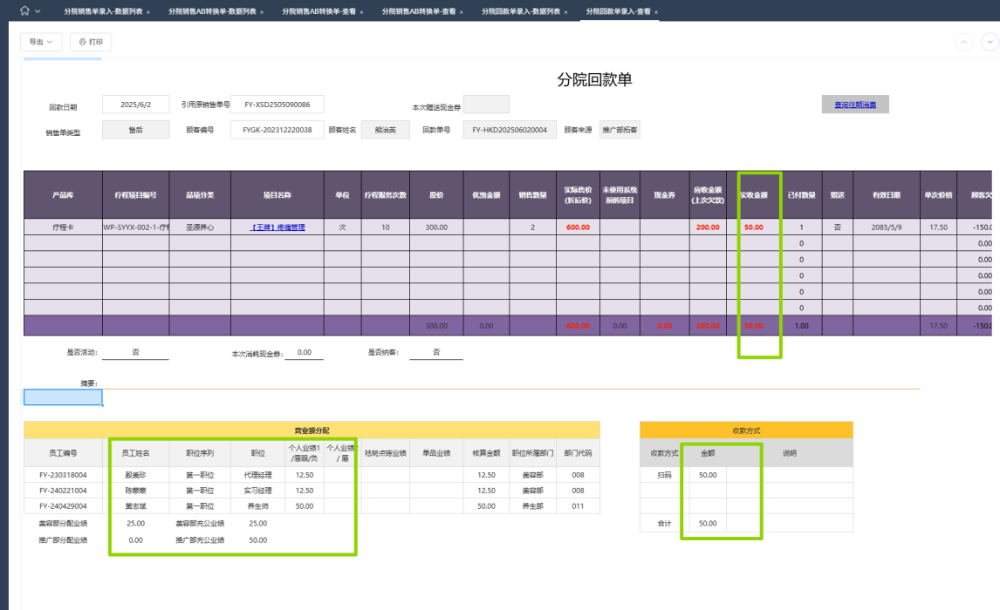 分院销售单录入-数据列表 × 分院销售AB转换单-数据列表 × 分院销售AB转换单-查看 × 分院销售AB转换单-查看 × 分院回款单录入-数据列表 × 分院回款单录入-查看 ×
导出 打印
分院回款单
回款日期 2025/6/2 引用原销售单号 FY-XSD2505090086 本次赠送现金券 查询往期消费
销售单类型 售后 顾客编号 FYGK-202312220038 顾客姓名 熊治英 回款单号 FY-HKD202506020004 顾客来源 推广部拓客
产品库 疗程项目编号 品项分类 项目名称 单位 疗程服务次数 原价 优惠金额 销售数量 实际售价 未使用系统 现金券 应收金额 实收金额 已付数量 赠送 有效日期 单次价格 顾客欠
(折后价) 前的项目 (上次欠款)
疗程卡 WP-SYYX-002-1-疗程 圣源养心 【王牌】疼痛管理 次 10 300.00 2 600.00 200.00 50.00 1 否 2085/5/9 17.50 -150.0
0 0.00
0 0.00
0 0.00
0 0.00
0 0.00
300.00 0.00 600.00 0.00 0.00 200.00 50.00 1.00 17.50 -150.0
是否活动: 否 本次消耗现金券: 0.00 是否纳客: 否
摘要:
营业额分配 收款方式
员工编号 员工姓名 职位序列 职位 个人业绩1 个人业绩 祛斑点痣业绩 单品业绩 核算金额 职位所属部门 部门代码 收款方式 金额 说明
/眉眼/灸 / 唇
FY-230318004 殷美珍 第一职位 代理经理 12.50 12.50 美容部 008 扫码 50.00
FY-240221004 陈蒙蒙 第一职位 实习经理 12.50 12.50 美容部 008
FY-240429004 董志斌 第一职位 养生师 50.00 50.00 养生部 011
美容部分配业绩 25.00 美容部充公业绩 25.00 合计 50.00
推广部分配业绩 0.00 推广部充公业绩 50.00